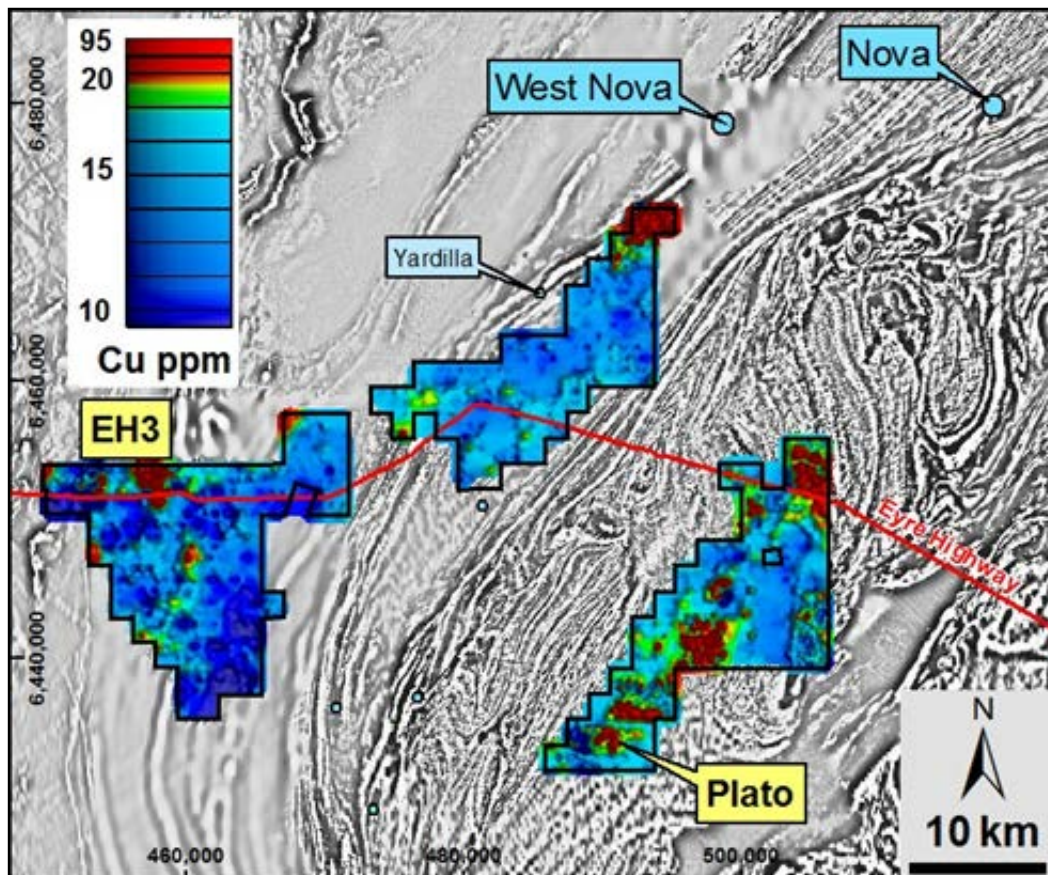 95
20
15
10
Cu ppm
West Nova
Nova
Yardilla
EH3
Plato
Eyre Highway
6,480,000
6,460,000
6,440,000
460,000
480,000
500,000
N
10 km